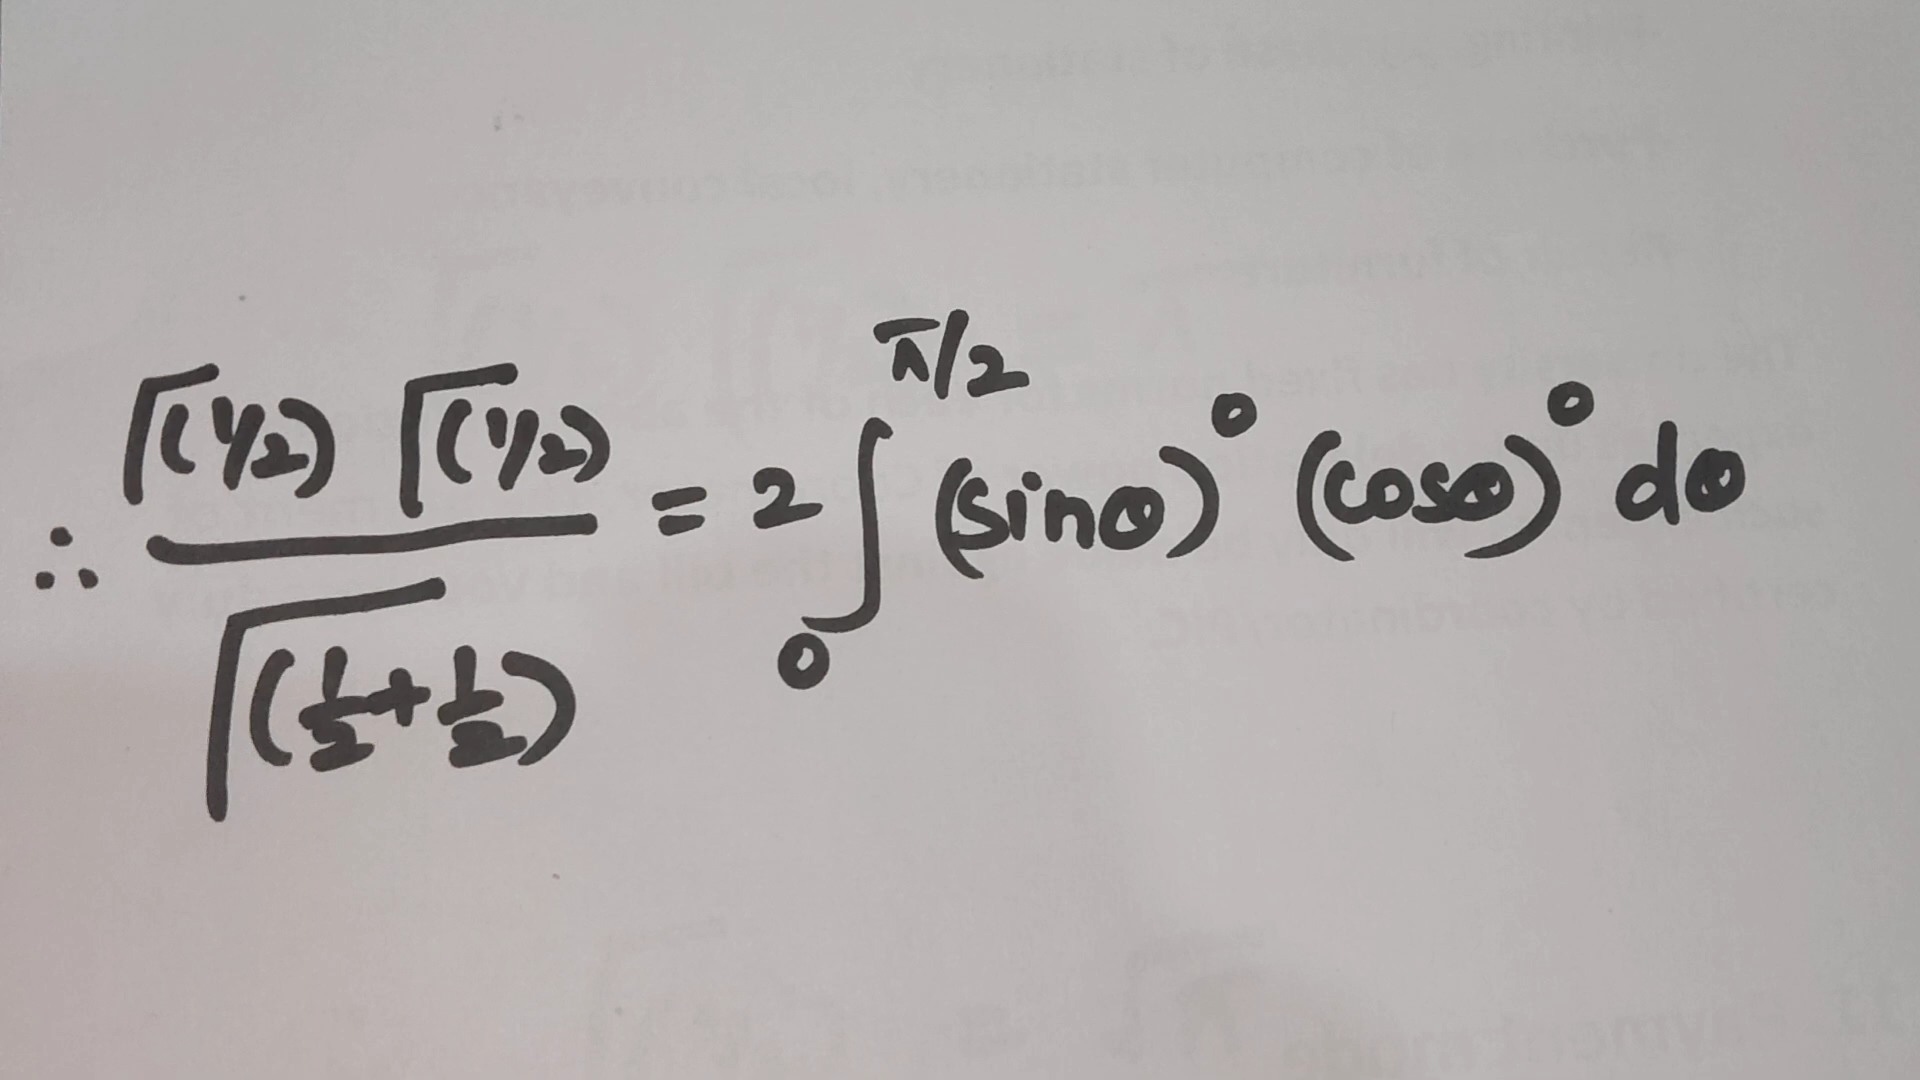 ∴ Γ(1/2) Γ(1/2) / Γ(1/2 + 1/2) = 2 ∫₀^π/2 (sinθ)⁰ (cosθ)⁰ dθ